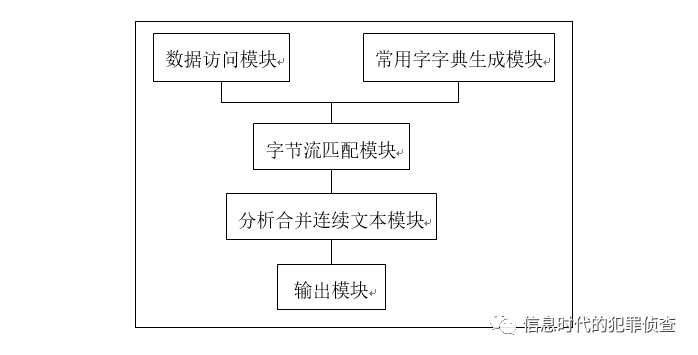 数据访问模块
常用字字典生成模块
字节流匹配模块
分析合并连续文本模块
输出模块
信息时代的犯罪侦查